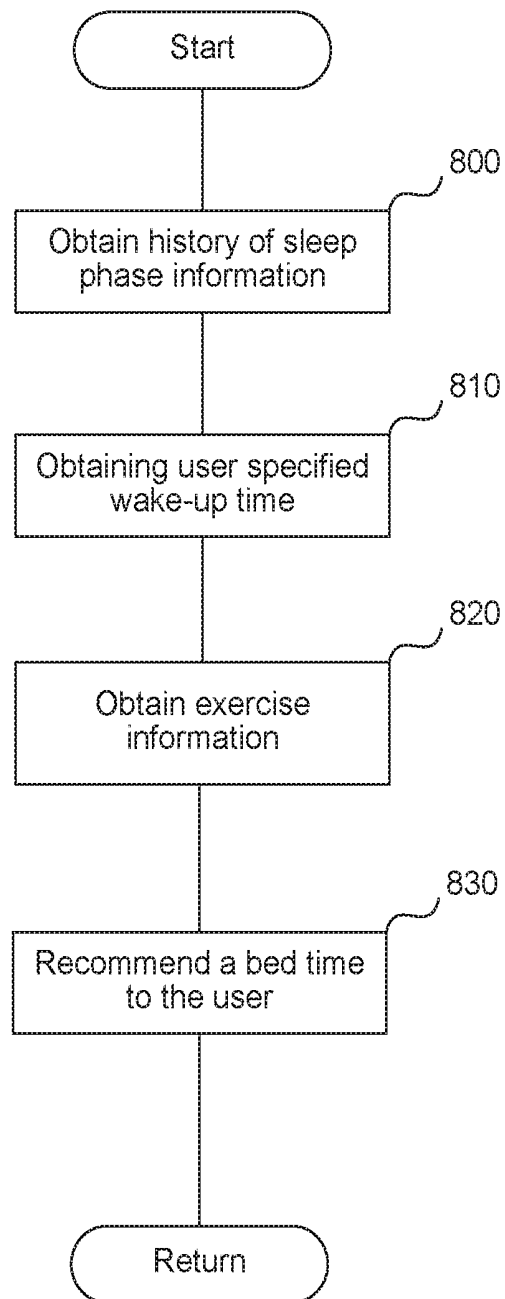 Start
800
Obtain history of sleep
phase information
810
Obtaining user specified
wake-up time
820
Obtain exercise
information
830
Recommend a bed time
to the user
Return